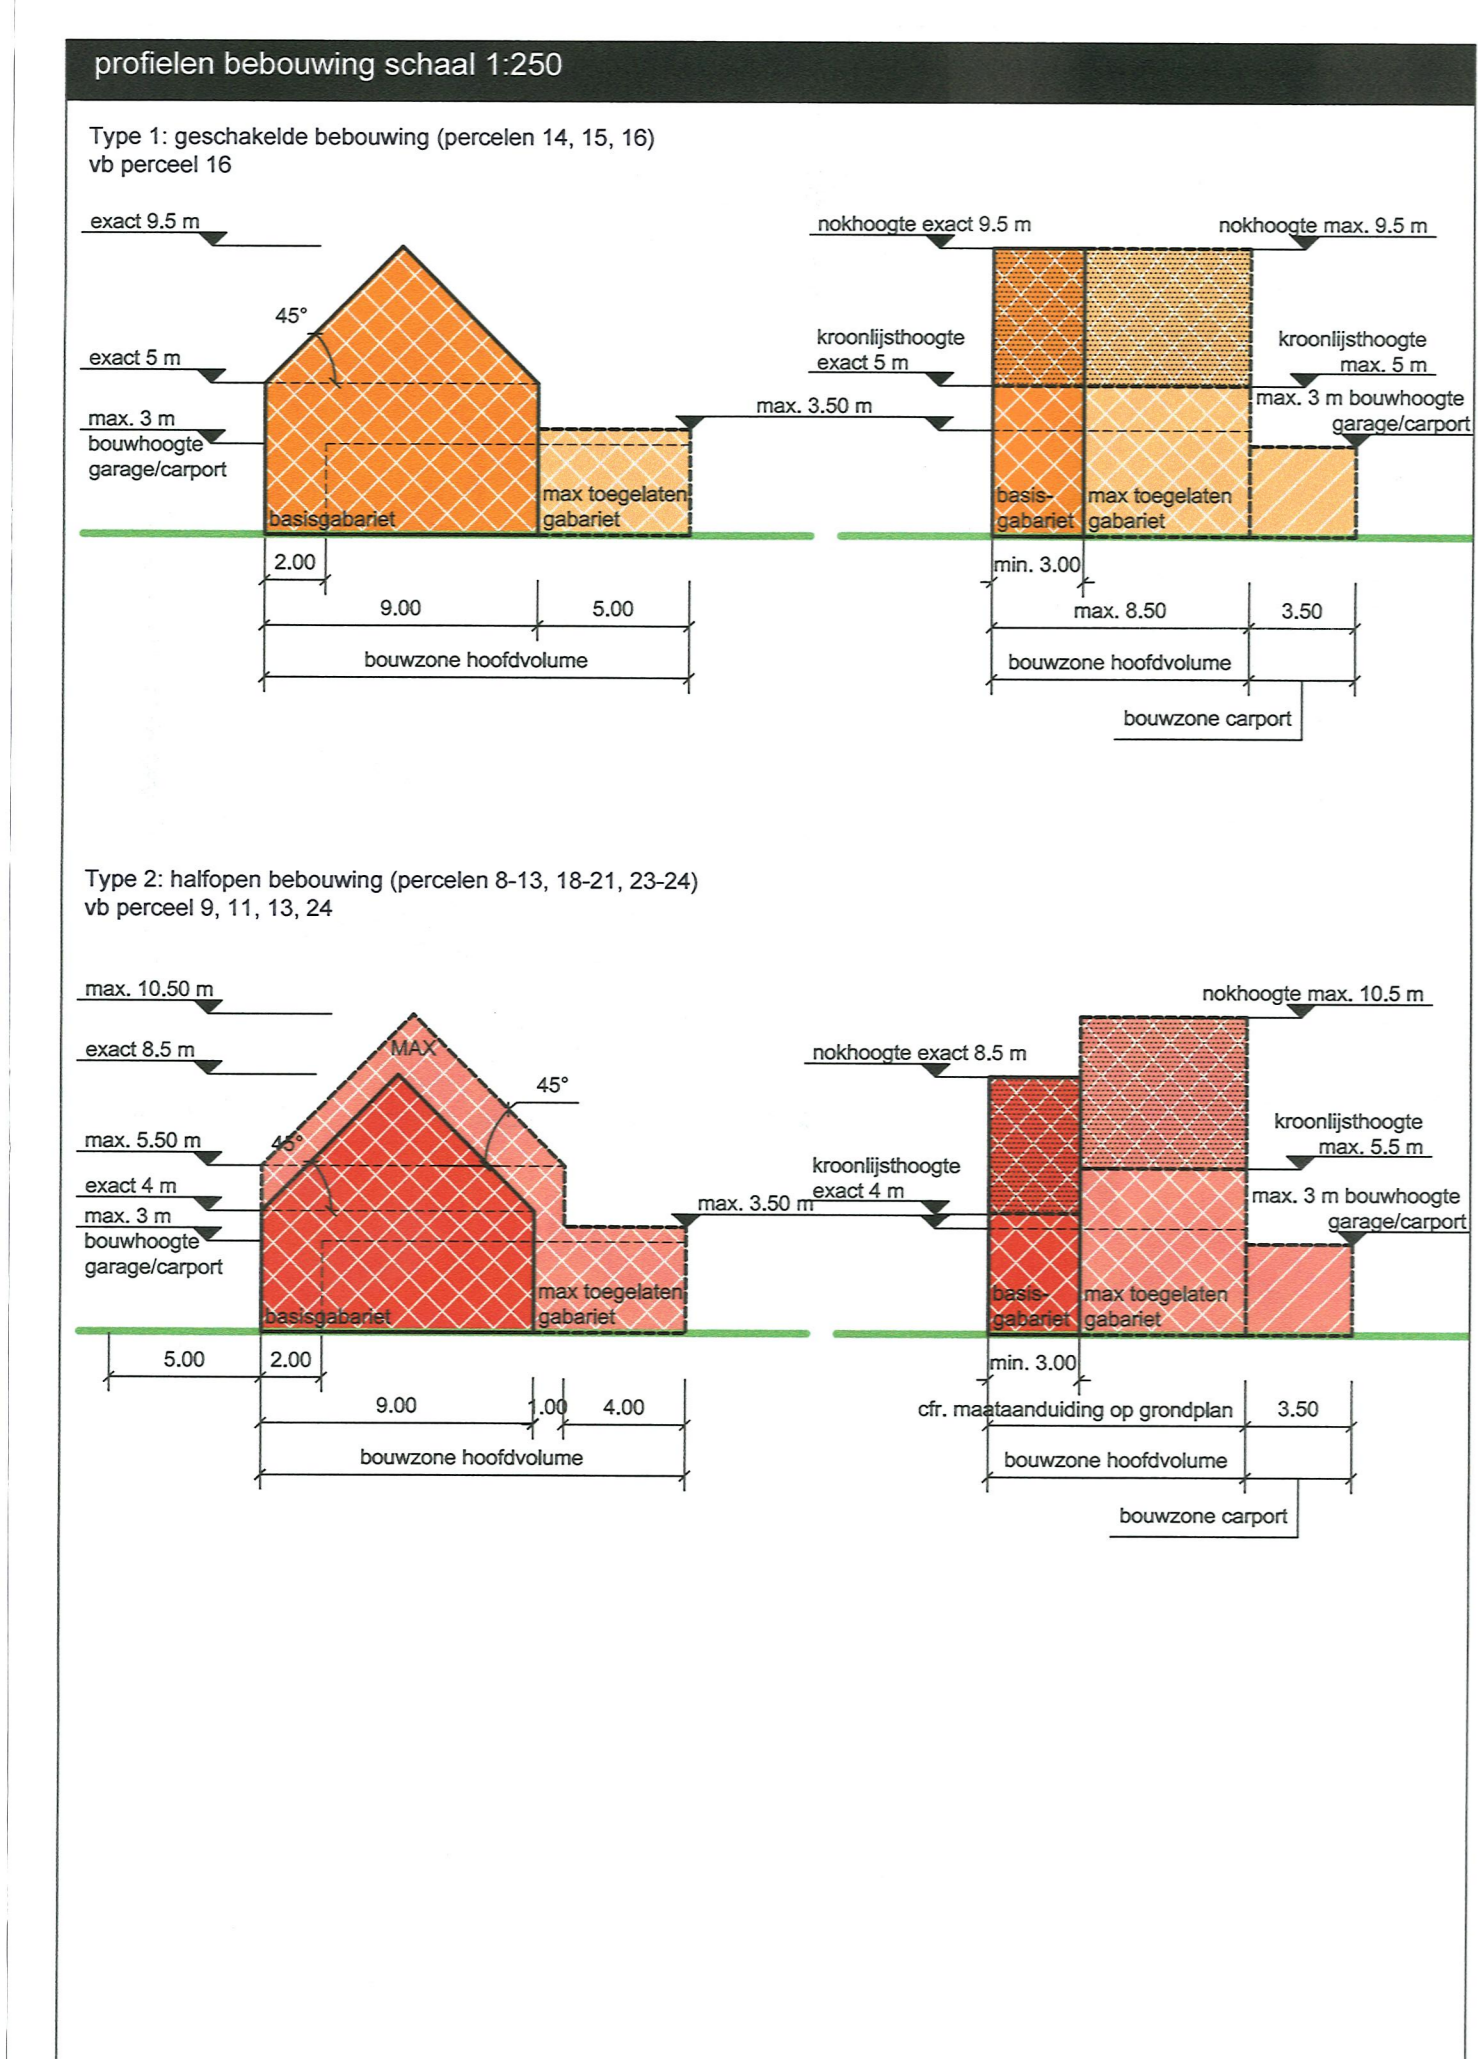 profielen bebouwing schaal 1:250
Type 1: geschakelde bebouwing (percelen 14, 15, 16)
vb perceel 16
exact 9.5 m
45°
exact 5 m
max. 3 m
bouwhoogte
garage/carport
basisgabariet
max toegelaten
gabariet
2.00
9.00
5.00
bouwzone hoofdvolume
max. 3.50 m
nokhoogte exact 9.5 m
nokhoogte max. 9.5 m
kroonlijsthoogte
exact 5 m
kroonlijsthoogte
max. 5 m
max. 3 m bouwhoogte
garage/carport
basis-
gabariet
max toegelaten
gabariet
min. 3.00
max. 8.50
3.50
bouwzone hoofdvolume
bouwzone carport
Type 2: halfopen bebouwing (percelen 8-13, 18-21, 23-24)
vb perceel 9, 11, 13, 24
max. 10.50 m
exact 8.5 m
MAX
45°
max. 5.50 m
45°
exact 4 m
max. 3 m
bouwhoogte
garage/carport
basisgabariet
max toegelaten
gabariet
5.00
2.00
9.00
1.00
4.00
bouwzone hoofdvolume
max. 3.50 m
nokhoogte max. 10.5 m
nokhoogte exact 8.5 m
kroonlijsthoogte
max. 5.5 m
kroonlijsthoogte
exact 4 m
max. 3 m bouwhoogte
garage/carport
basis-
gabariet
max toegelaten
gabariet
min. 3.00
cfr. maataanduiding op grondplan
3.50
bouwzone hoofdvolume
bouwzone carport